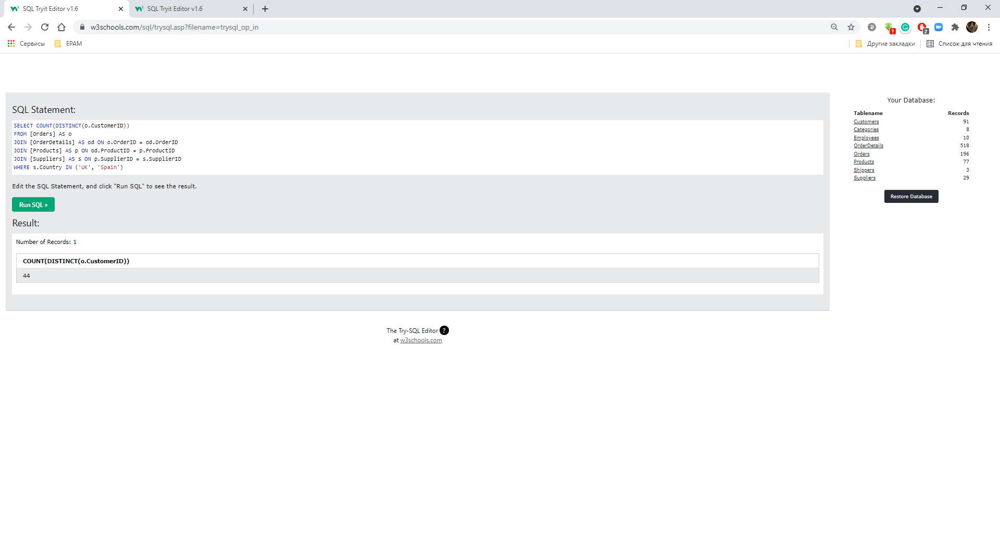 SQL Tryit Editor v1.6
SQL Tryit Editor v1.6
w3schools.com/sql/trysql.asp?filename=trysql_op_in
?
2
Сервисы
EPAM
Другие закладки
Список для чтения
SQL Statement:
SELECT COUNT(DISTINCT(o.CustomerID))
FROM [Orders] AS o
JOIN [OrderDetails] AS od ON o.OrderID = od.OrderID
JOIN [Products] AS p ON od.ProductID = p.ProductID
JOIN [Suppliers] AS s ON p.SupplierID = s.SupplierID
WHERE s.Country IN ('UK', 'Spain')
Edit the SQL Statement, and click "Run SQL" to see the result.
Run SQL »
Result:
Number of Records: 1
COUNT(DISTINCT(o.CustomerID))
44
The Try-SQL Editor ?
at w3schools.com
Your Database:
Tablename Records
Customers 91
Categories 8
Employees 10
OrderDetails 518
Orders 196
Products 77
Shippers 3
Suppliers 29
Restore Database